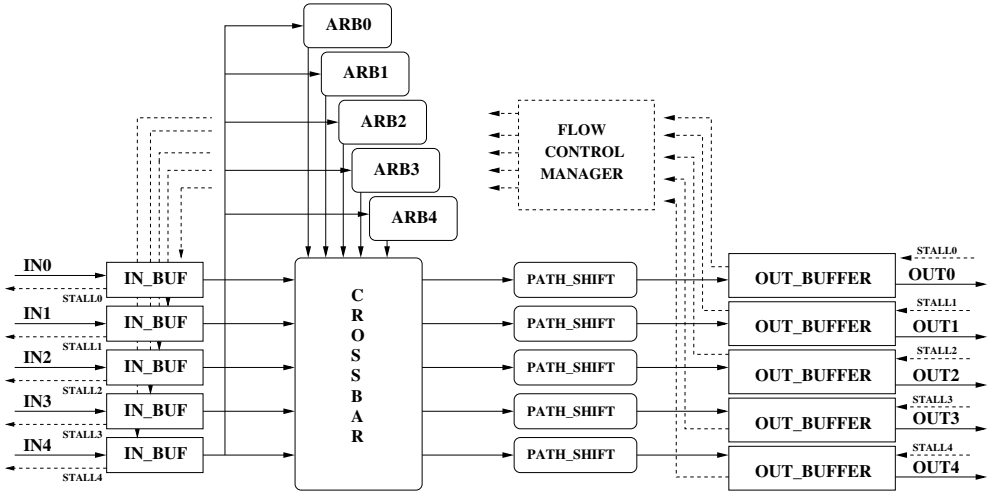 ARB0
ARB1
ARB2
ARB3
ARB4
FLOW
CONTROL
MANAGER
IN0
STALL0
IN1
STALL1
IN2
STALL2
IN3
STALL3
IN4
STALL4
IN_BUF
IN_BUF
IN_BUF
IN_BUF
IN_BUF
CROSSBAR
PATH_SHIFT
PATH_SHIFT
PATH_SHIFT
PATH_SHIFT
PATH_SHIFT
OUT_BUFFER
OUT_BUFFER
OUT_BUFFER
OUT_BUFFER
OUT_BUFFER
STALL0
OUT0
STALL1
OUT1
STALL2
OUT2
STALL3
OUT3
STALL4
OUT4